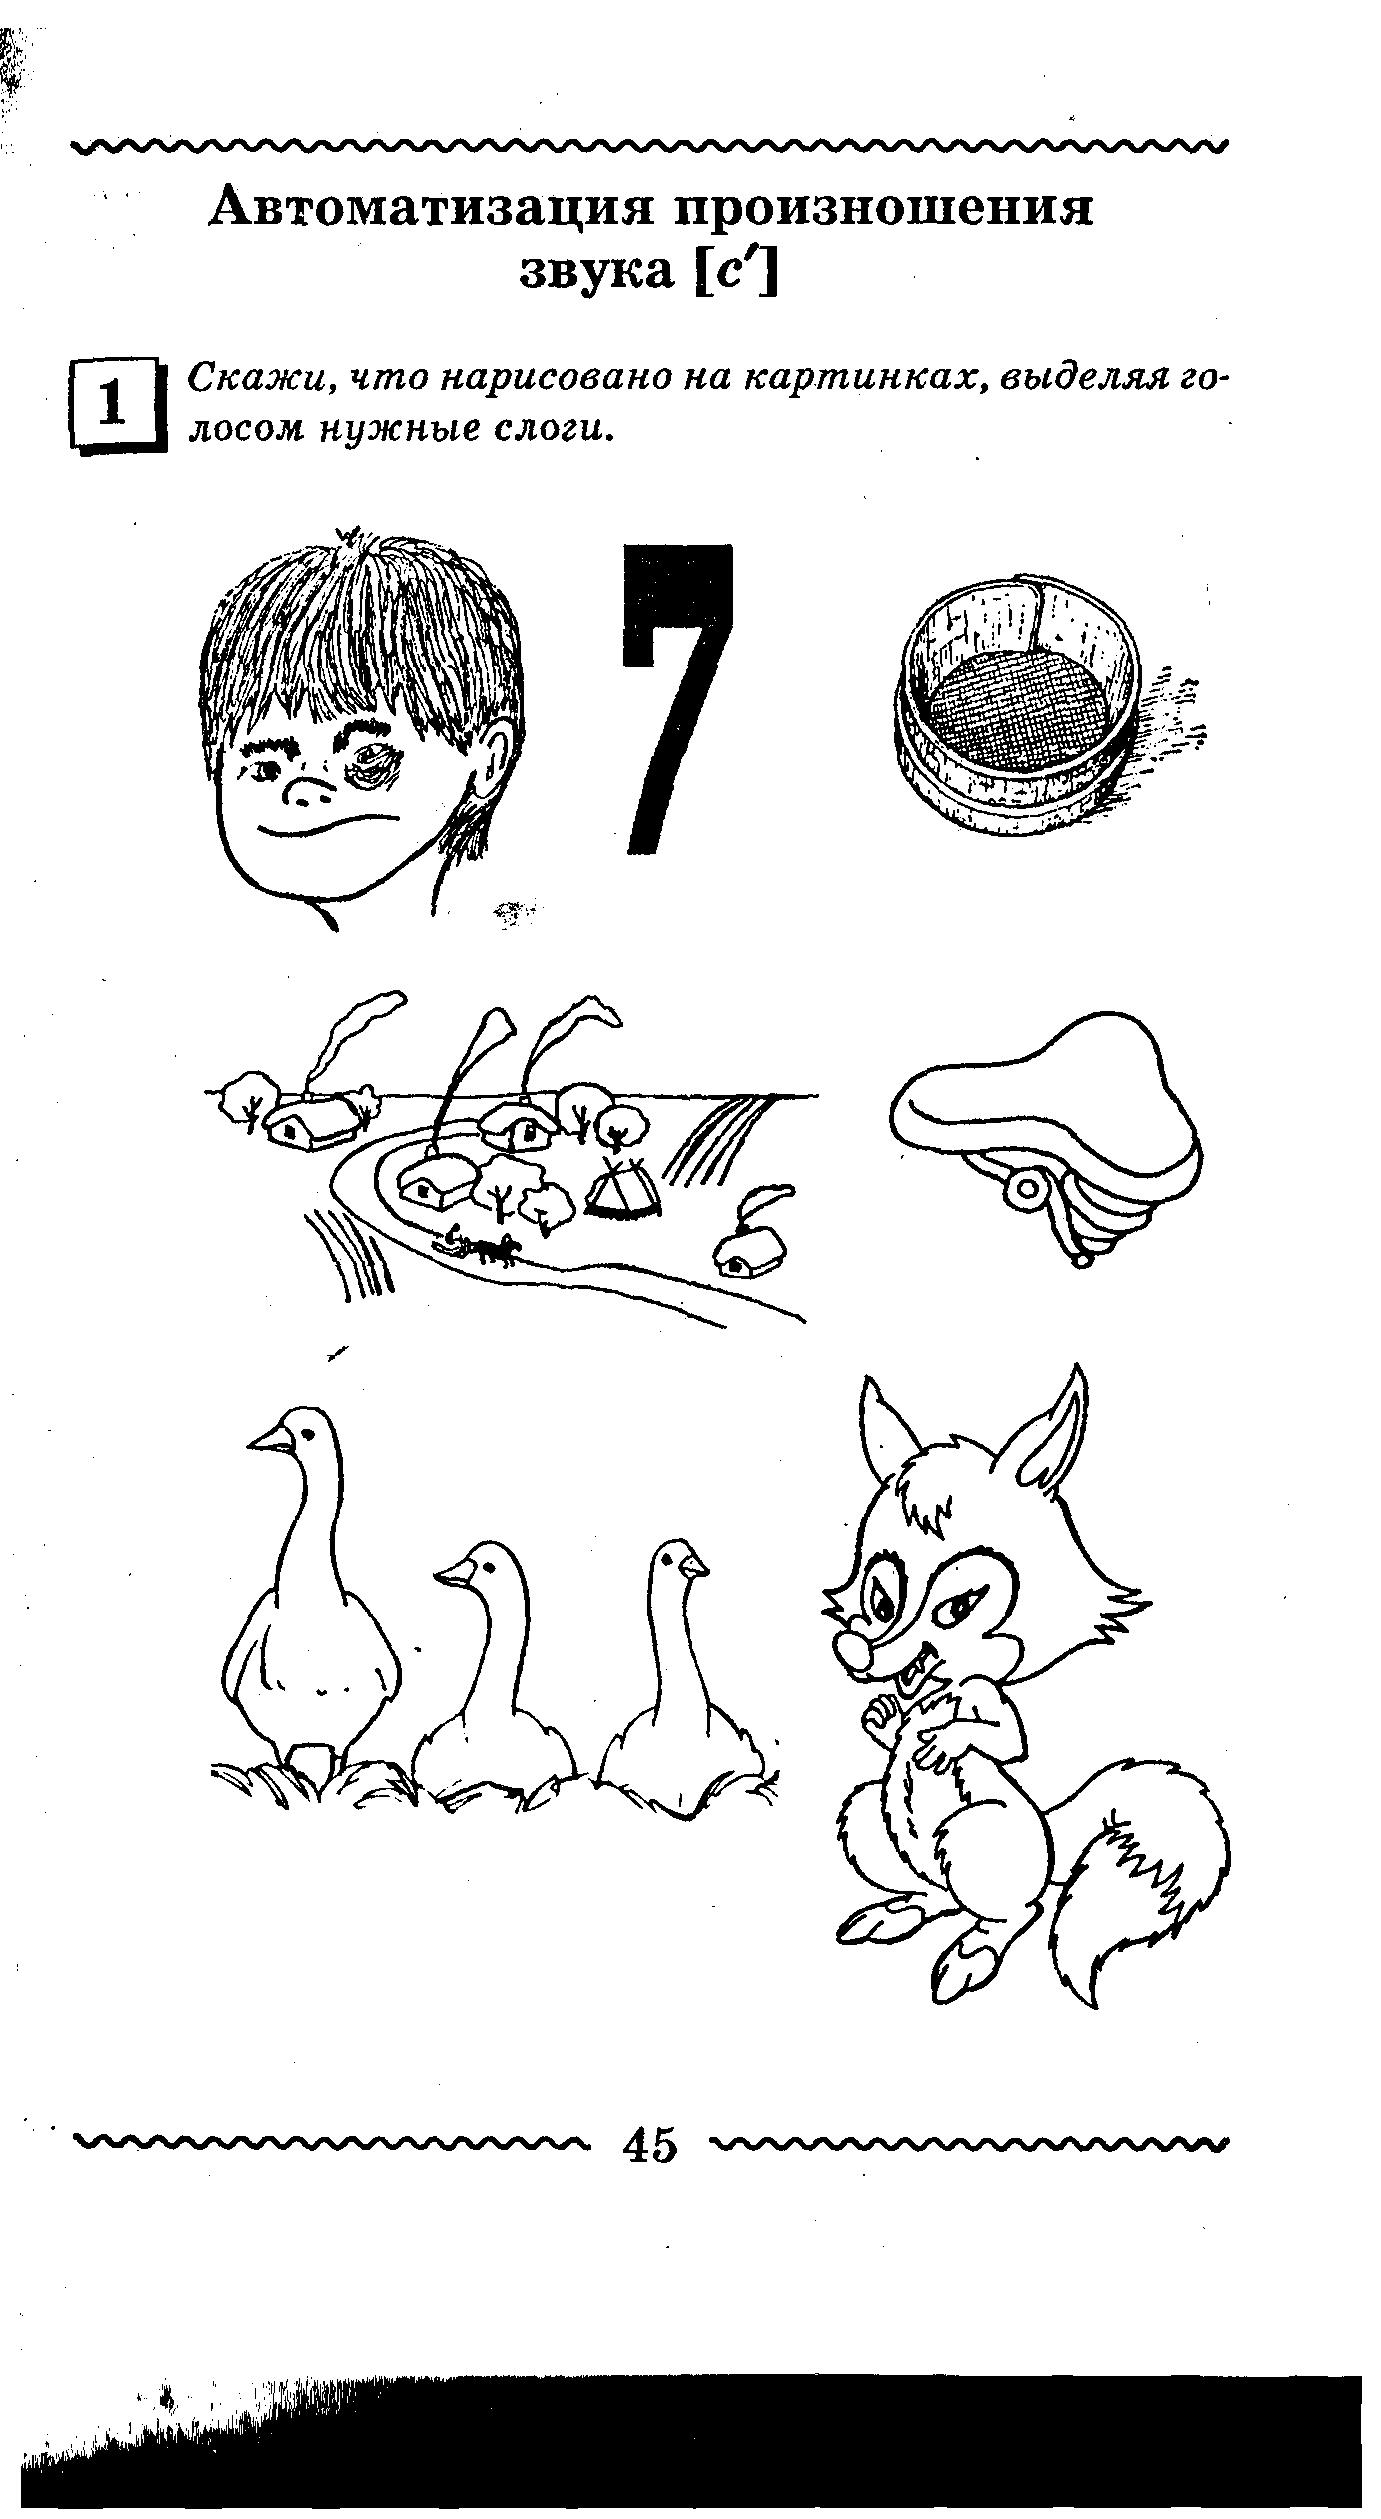 Автоматизация произношения
звука [с′]
1
Скажи, что нарисовано на картинках, выделяя го-
лосом нужные слоги.
7
45